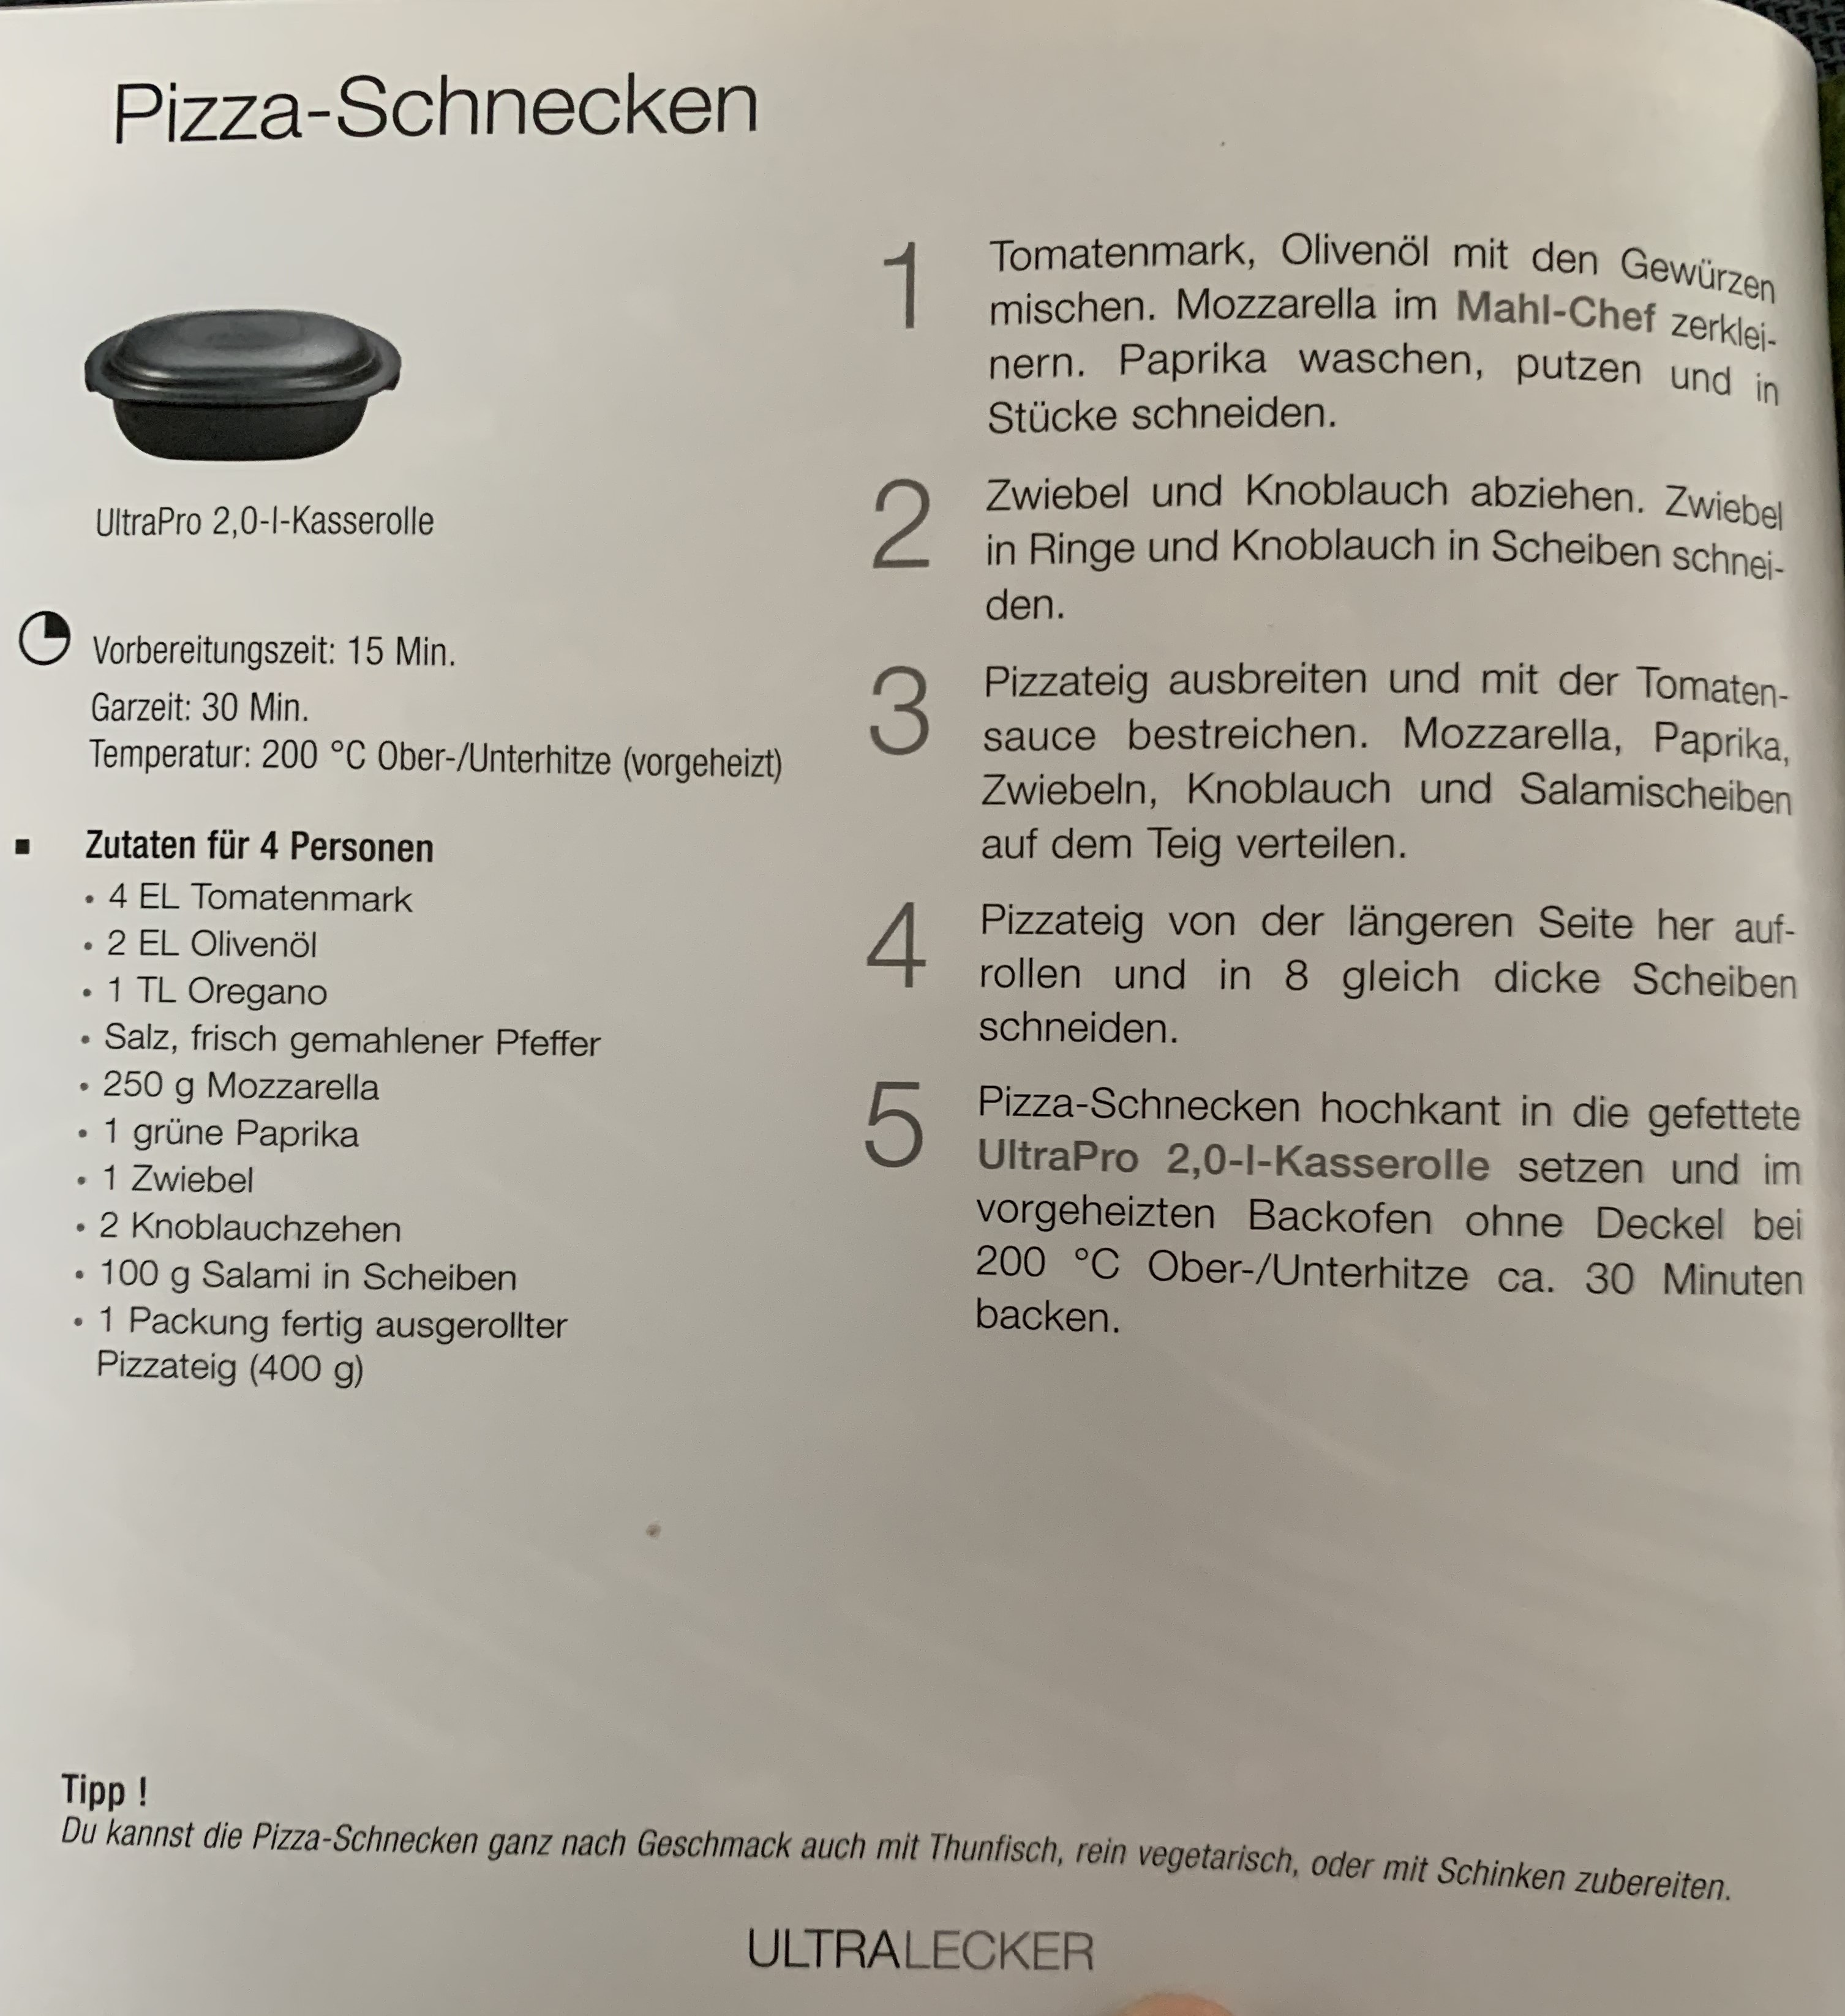 Pizza-Schnecken
UltraPro 2,0-l-Kasserolle
Vorbereitungszeit: 15 Min.
Garzeit: 30 Min.
Temperatur: 200 °C Ober-/Unterhitze (vorgeheizt)
▪ Zutaten für 4 Personen
• 4 EL Tomatenmark
• 2 EL Olivenöl
• 1 TL Oregano
• Salz, frisch gemahlener Pfeffer
• 250 g Mozzarella
• 1 grüne Paprika
• 1 Zwiebel
• 2 Knoblauchzehen
• 100 g Salami in Scheiben
• 1 Packung fertig ausgerollter
Pizzateig (400 g)
1 Tomatenmark, Olivenöl mit den Gewürzen
mischen. Mozzarella im Mahl-Chef zerklei-
nern. Paprika waschen, putzen und in
Stücke schneiden.
2 Zwiebel und Knoblauch abziehen. Zwiebel
in Ringe und Knoblauch in Scheiben schnei-
den.
3 Pizzateig ausbreiten und mit der Tomaten-
sauce bestreichen. Mozzarella, Paprika,
Zwiebeln, Knoblauch und Salamischeiben
auf dem Teig verteilen.
4 Pizzateig von der längeren Seite her auf-
rollen und in 8 gleich dicke Scheiben
schneiden.
5 Pizza-Schnecken hochkant in die gefettete
UltraPro 2,0-l-Kasserolle setzen und im
vorgeheizten Backofen ohne Deckel bei
200 °C Ober-/Unterhitze ca. 30 Minuten
backen.
Tipp !
Du kannst die Pizza-Schnecken ganz nach Geschmack auch mit Thunfisch, rein vegetarisch, oder mit Schinken zubereiten.
ULTRALECKER